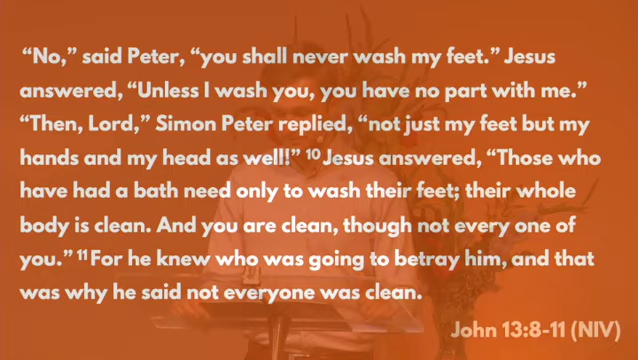 “No,” said Peter, “you shall never wash my feet.” Jesus
answered, “Unless I wash you, you have no part with me.”
“Then, Lord,” Simon Peter replied, “not just my feet but my
hands and my head as well!” ¹⁰Jesus answered, “Those who
have had a bath need only to wash their feet; their whole
body is clean. And you are clean, though not every one of
you.” ¹¹For he knew who was going to betray him, and that
was why he said not everyone was clean.
John 13:8-11 (NIV)